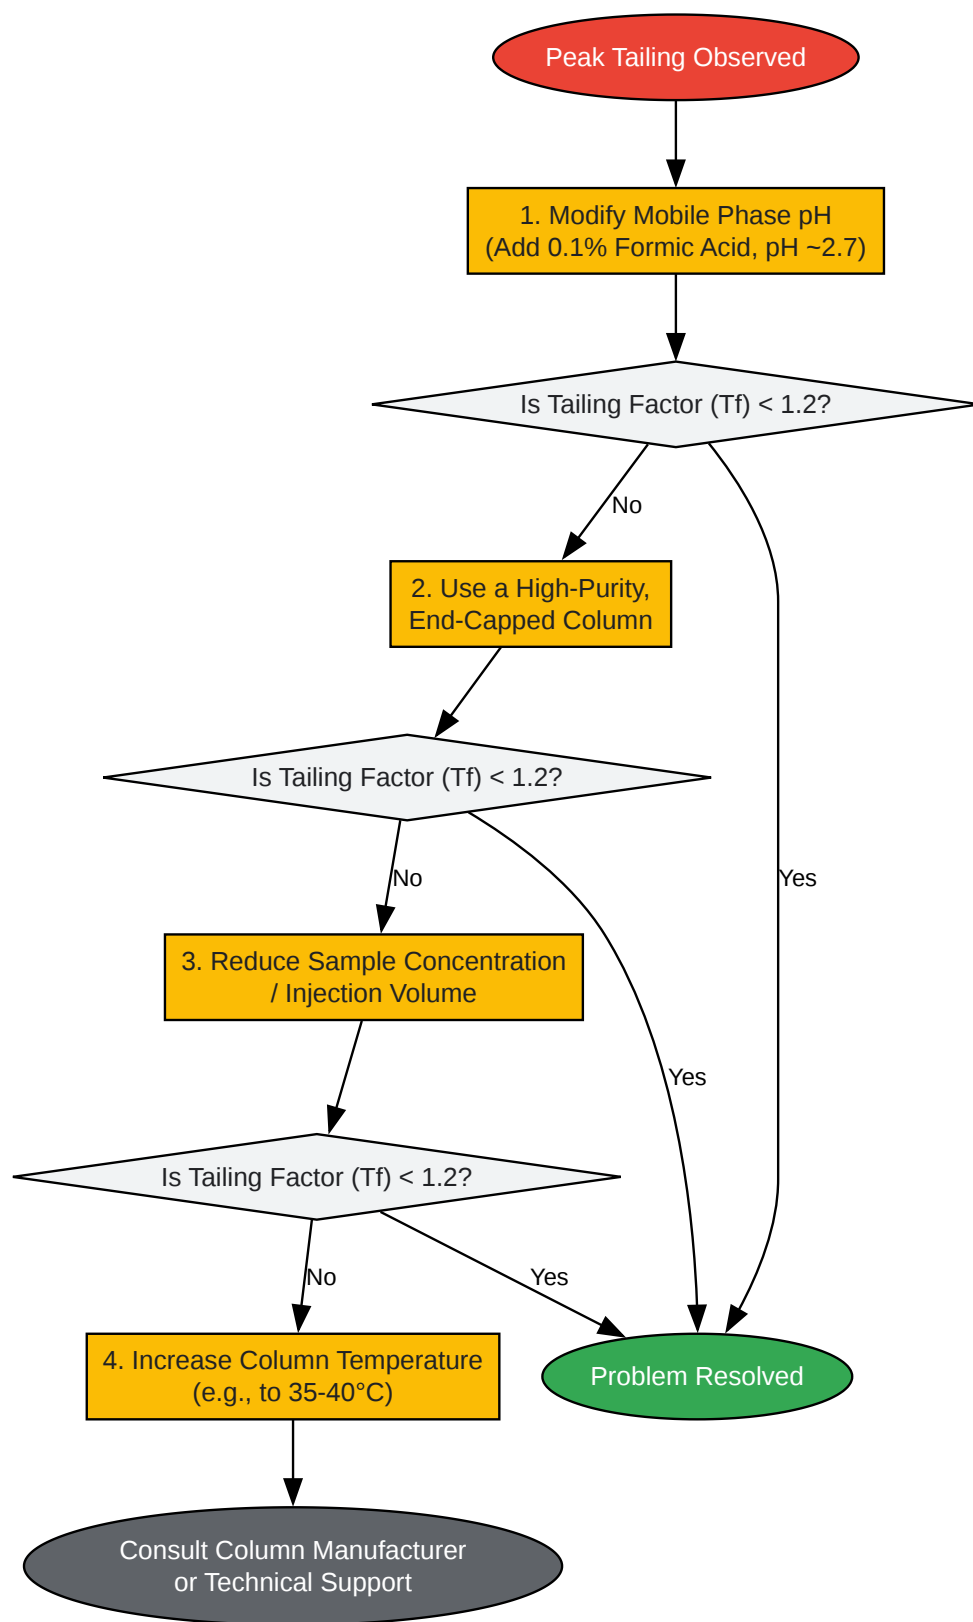 Peak Tailing Observed
1. Modify Mobile Phase pH
(Add 0.1% Formic Acid, pH ~2.7)
Is Tailing Factor (Tf) < 1.2?
No
2. Use a High-Purity,
End-Capped Column
Is Tailing Factor (Tf) < 1.2?
Yes
No
3. Reduce Sample Concentration
/ Injection Volume
Yes
Is Tailing Factor (Tf) < 1.2?
No
Yes
4. Increase Column Temperature
(e.g., to 35-40°C)
Problem Resolved
Consult Column Manufacturer
or Technical Support